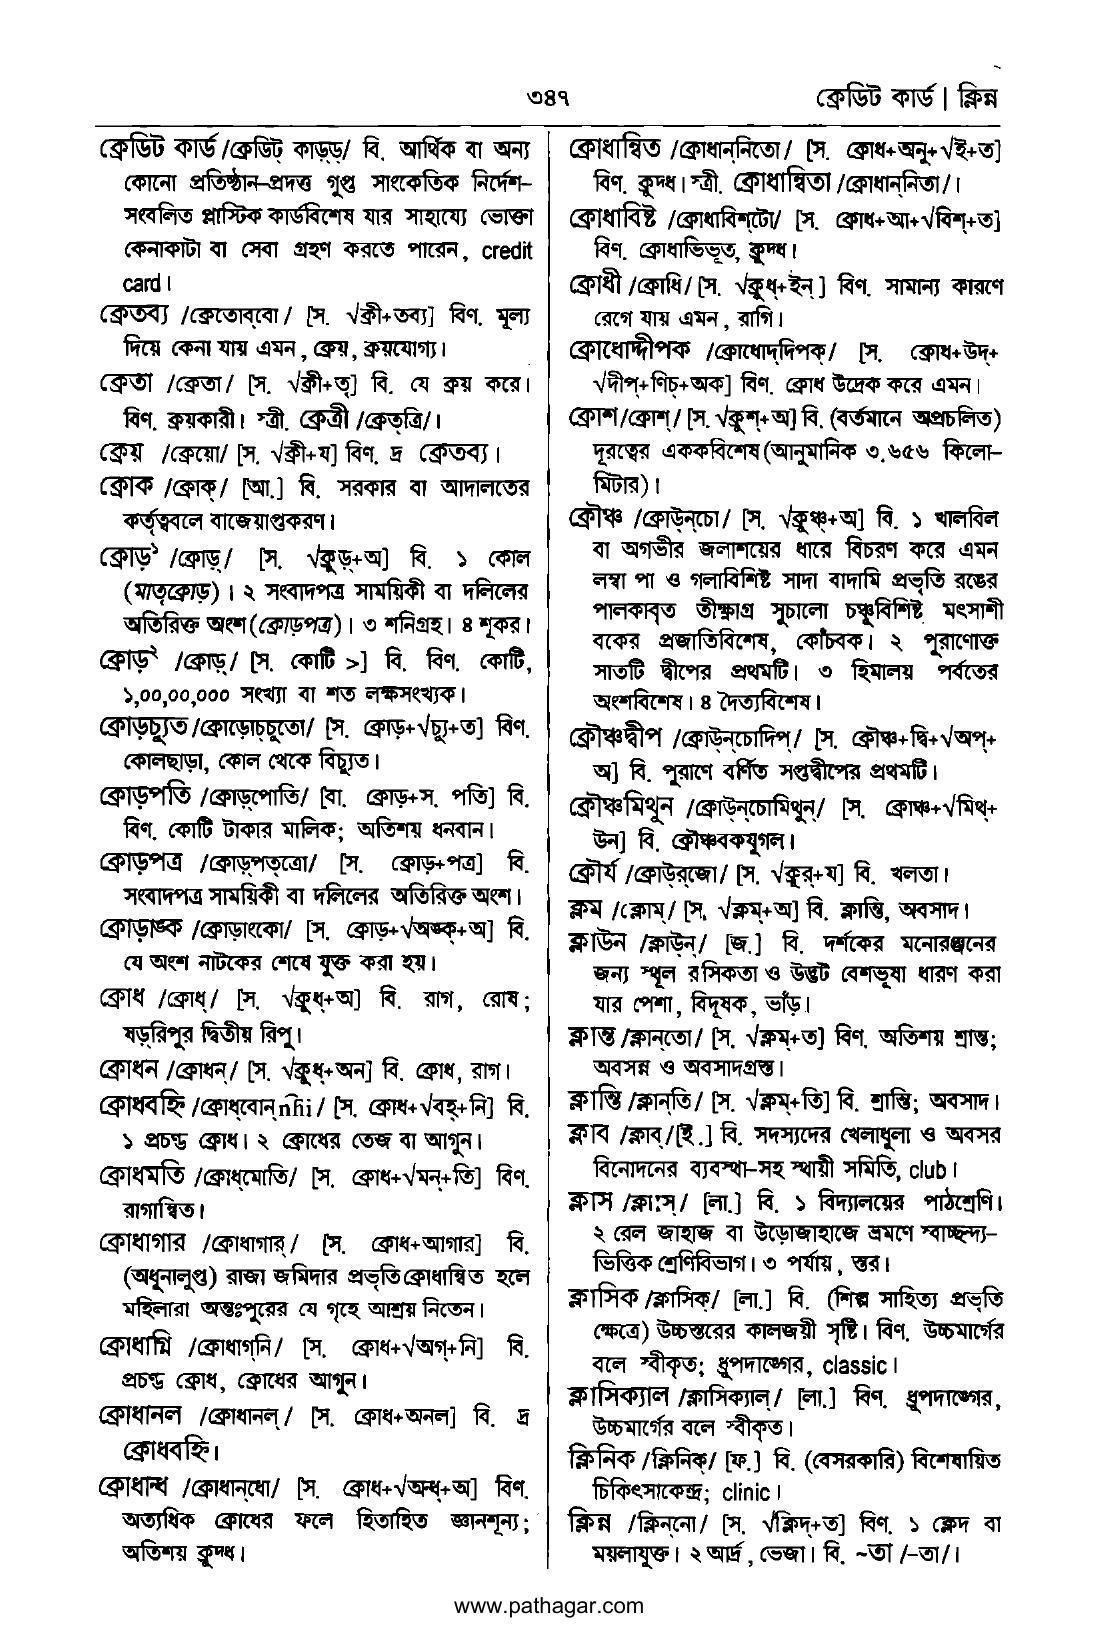 ৩৪৭
ক্রেডিট কার্ড | ক্লিন্ন
ক্রেডিট কার্ড /ক্রেডিট্ কার্ড্/ বি. আর্থিক বা অন্য
কোনো প্রতিষ্ঠান-প্রদত্ত গুপ্ত সাংকেতিক নির্দেশ-
সংবলিত প্লাস্টিক কার্ডবিশেষ যার সাহায্যে ভোক্তা
কেনাকাটা বা সেবা গ্রহণ করতে পারেন, credit
card।
ক্রেতব্য /ক্রেতোব্বো/ [স. √ক্রী+তব্য] বিণ. মূল্য
দিয়ে কেনা যায় এমন, ক্রেয়, ক্রয়যোগ্য।
ক্রেতা /ক্রেতা/ [স. √ক্রী+তৃ] বি. যে ক্রয় করে।
বিণ. ক্রয়কারী। স্ত্রী. ক্রেত্রী /ক্রেত্ত্রি/।
ক্রেয় /ক্রেয়ো/ [স. √ক্রী+য] বিণ. দ্র ক্রেতব্য।
ক্রোক /ক্রোক্/ [আ.] বি. সরকার বা আদালতের
কর্তৃত্ববলে বাজেয়াপ্তকরণ।
ক্রোড়¹ /ক্রোড়্/ [স. √ক্রুড়্+অ] বি. ১ কোল
(মাতৃক্রোড়)। ২ সংবাদপত্র সাময়িকী বা দলিলের
অতিরিক্ত অংশ (ক্রোড়পত্র)। ৩ শনিগ্রহ। ৪ শূকর।
ক্রোড়² /ক্রোড়্/ [স. কোটি >] বি. বিণ. কোটি,
১,০০,০০,০০০ সংখ্যা বা শত লক্ষসংখ্যক।
ক্রোড়চ্যুত /ক্রোড়োচ্চুতো/ [স. ক্রোড়+√চ্যু+ত] বিণ.
কোলছাড়া, কোল থেকে বিচ্যুত।
ক্রোড়পতি /ক্রোড়্পোতি/ [বা. ক্রোড়+স. পতি] বি.
বিণ. কোটি টাকার মালিক; অতিশয় ধনবান।
ক্রোড়পত্র /ক্রোড়্পত্ত্রো/ [স. ক্রোড়+পত্র] বি.
সংবাদপত্র সাময়িকী বা দলিলের অতিরিক্ত অংশ।
ক্রোড়াঙ্ক /ক্রোড়াংকো/ [স. ক্রোড়+√অঙ্ক্+অ] বি.
যে অংশ নাটকের শেষে যুক্ত করা হয়।
ক্রোধ /ক্রোধ্/ [স. √ক্রুধ্+অ] বি. রাগ, রোষ;
ষড়্‌রিপুর দ্বিতীয় রিপু।
ক্রোধন /ক্রোধন্/ [স. √ক্রুধ্+অন] বি. ক্রোধ, রাগ।
ক্রোধবহ্নি /ক্রোধ্বোন্n̄hi/ [স. ক্রোধ+√বহ্+নি] বি.
১ প্রচণ্ড ক্রোধ। ২ ক্রোধের তেজ বা আগুন।
ক্রোধমতি /ক্রোধ্মোতি/ [স. ক্রোধ+√মন্+তি] বিণ.
রাগান্বিত।
ক্রোধাগার /ক্রোধাগার্/ [স. ক্রোধ+আগার] বি.
(অধুনালুপ্ত) রাজা জমিদার প্রভৃতি ক্রোধান্বিত হলে
মহিলারা অন্তঃপুরের যে গৃহে আশ্রয় নিতেন।
ক্রোধাগ্নি /ক্রোধাগ্‌নি/ [স. ক্রোধ+√অগ্+নি] বি.
প্রচণ্ড ক্রোধ, ক্রোধের আগুন।
ক্রোধানল /ক্রোধানল্/ [স. ক্রোধ+অনল] বি. দ্র
ক্রোধবহ্নি।
ক্রোধান্ধ /ক্রোধান্‌ধো/ [স. ক্রোধ+√অন্ধ্+অ] বিণ.
অত্যধিক ক্রোধের ফলে হিতাহিত জ্ঞানশূন্য;
অতিশয় ক্রুদ্ধ।
ক্রোধান্বিত /ক্রোধান্‌নিতো/ [স. ক্রোধ+অনু+√ই+ত]
বিণ. ক্রুদ্ধ। স্ত্রী. ক্রোধান্বিতা /ক্রোধান্‌নিতা/।
ক্রোধাবিষ্ট /ক্রোধাবিশ্‌টো/ [স. ক্রোধ+আ+√বিশ্+ত]
বিণ. ক্রোধাভিভূত, ক্রুদ্ধ।
ক্রোধী /ক্রোধি/ [স. √ক্রুধ্+ইন্] বিণ. সামান্য কারণে
রেগে যায় এমন, রাগি।
ক্রোধোদ্দীপক /ক্রোধোদ্‌দিপক্/ [স. ক্রোধ+উদ্+
√দীপ্+ণিচ্+অক] বিণ. ক্রোধ উদ্রেক করে এমন।
ক্রোশ /ক্রোশ্/ [স. √ক্রুশ্+অ] বি. (বর্তমানে অপ্রচলিত)
দূরত্বের এককবিশেষ (আনুমানিক ৩.৬৫৬ কিলো-
মিটার)।
ক্রৌঞ্চ /ক্রোউ্‌ন্‌চো/ [স. √ক্রুঞ্চ্+অ] বি. ১ খালবিল
বা অগভীর জলাশয়ের ধারে বিচরণ করে এমন
লম্বা পা ও গলাবিশিষ্ট সাদা বাদামি প্রভৃতি রঙের
পালকাবৃত তীক্ষ্ণাগ্র সুচালো চঞ্চুবিশিষ্ট মৎসাশী
বকের প্রজাতিবিশেষ, কোঁচবক। ২ পুরাণোক্ত
সাতটি দ্বীপের প্রথমটি। ৩ হিমালয় পর্বতের
অংশবিশেষ। ৪ দৈত্যবিশেষ।
ক্রৌঞ্চদ্বীপ /ক্রোউ্‌ন্‌চোদিপ্/ [স. ক্রৌঞ্চ+দ্বি+√অপ্+
অ] বি. পুরাণে বর্ণিত সপ্তদ্বীপের প্রথমটি।
ক্রৌঞ্চমিথুন /ক্রোউ্‌ন্‌চোমিথুন্/ [স. ক্রোঞ্চ+√মিথ্+
উন] বি. ক্রৌঞ্চবকযুগল।
ক্রৌর্য /ক্রোউ্‌র্‌জো/ [স. √ক্রূর্+য] বি. খলতা।
ক্লম /ক্লোম্/ [স. √ক্লম্+অ] বি. ক্লান্তি, অবসাদ।
ক্লাউন /ক্লাউ্‌ন্/ [জ.] বি. দর্শকের মনোরঞ্জনের
জন্য স্থূল রসিকতা ও উদ্ভট বেশভূষা ধারণ করা
যার পেশা, বিদূষক, ভাঁড়।
ক্লান্ত /ক্লান্‌তো/ [স. √ক্লম্+ত] বিণ. অতিশয় শ্রান্ত;
অবসন্ন ও অবসাদগ্রস্ত।
ক্লান্তি /ক্লান্‌তি/ [স. √ক্লম্+তি] বি. শ্রান্তি; অবসাদ।
ক্লাব /ক্লাব্/ [ই.] বি. সদস্যদের খেলাধুলা ও অবসর
বিনোদনের ব্যবস্থা-সহ স্থায়ী সমিতি, club।
ক্লাস /ক্লাঃস্/ [লা.] বি. ১ বিদ্যালয়ের পাঠশ্রেণি।
২ রেল জাহাজ বা উড়োজাহাজে ভ্রমণে স্বাচ্ছন্দ্য-
ভিত্তিক শ্রেণিবিভাগ। ৩ পর্যায়, স্তর।
ক্লাসিক /ক্লাসিক্/ [লা.] বি. (শিল্প সাহিত্য প্রভৃতি
ক্ষেত্রে) উচ্চস্তরের কালজয়ী সৃষ্টি। বিণ. উচ্চমার্গের
বলে স্বীকৃত; ধ্রুপদাঙ্গের, classic।
ক্লাসিক্যাল /ক্লাসিক্যাল্/ [লা.] বিণ. ধ্রুপদাঙ্গের,
উচ্চমার্গের বলে স্বীকৃত।
ক্লিনিক /ক্লিনিক্/ [ফ.] বি. (বেসরকারি) বিশেষায়িত
চিকিৎসাকেন্দ্র; clinic।
ক্লিন্ন /ক্লিন্‌নো/ [স. √ক্লিদ্+ত] বিণ. ১ ক্লেদ বা
ময়লাযুক্ত। ২ আর্দ্র, ভেজা। বি. ~তা /-তা/।
www.pathagar.com